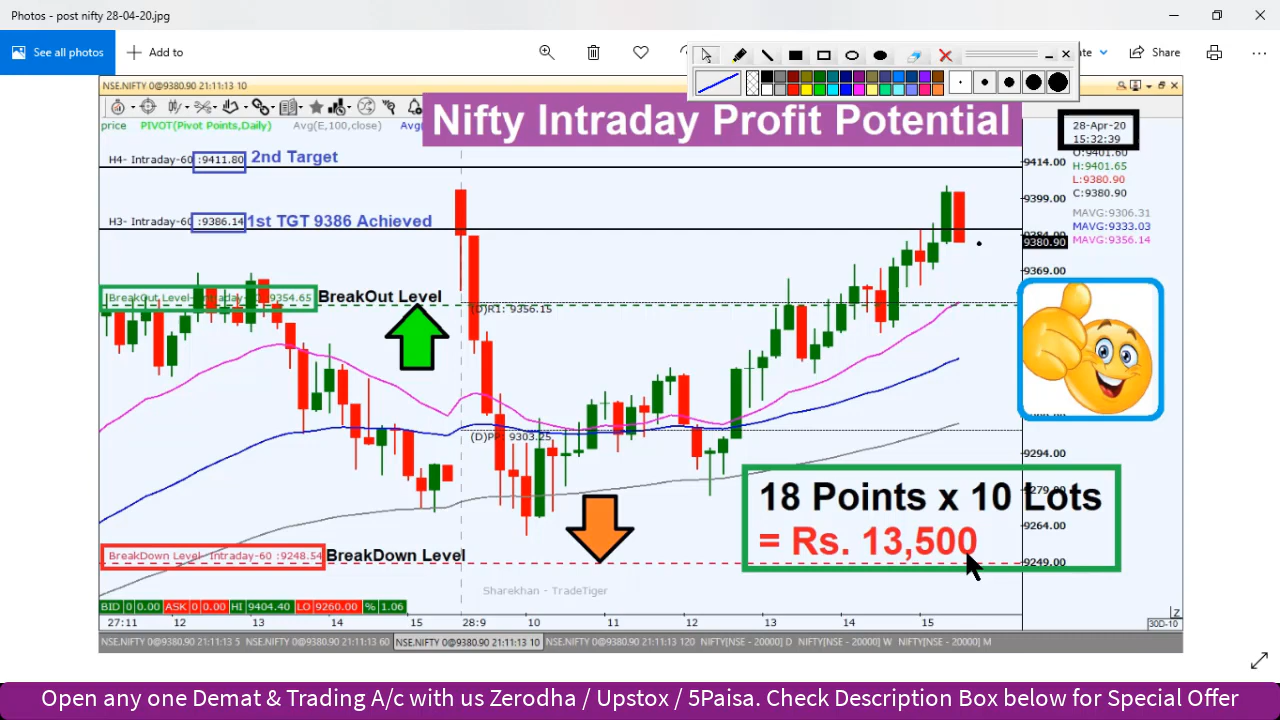 Photos - post nifty 28-04-20.jpg
See all photos
Add to
Share
NSE.NIFTY 0@9380.90 21:11:13 10
Nifty Intraday Profit Potential
price PIVOT(Pivot Points,Daily) Avg(E,100,close)
28-Apr-20
15:32:39
O:9401.60
H:9401.65
L:9380.90
C:9380.90
MAVG:9306.31
MAVG:9333.03
MAVG:9356.14
H4- Intraday-60 :9411.80 2nd Target
9414.00
9399.00
H3- Intraday-60 :9386.14 1st TGT 9386 Achieved
9384.00
9380.90
9369.00
BreakOut Level- Intraday-60 :9354.65 BreakOut Level
(D)R1: 9356.15
(D)PP: 9303.25
9294.00
18 Points x 10 Lots
9279.00
= Rs. 13,500
9264.00
9249.00
BreakDown Level Intraday-60 :9248.54 BreakDown Level
Sharekhan - TradeTiger
BID 0 0.00 ASK 0 0.00 HI 9404.40 LO 9260.00 % 1.06
27:11 12 13 14 15 28:9 10 11 12 13 14 15
30D-10
NSE.NIFTY 0@9380.90 21:11:13 5 NSE.NIFTY 0@9380.90 21:11:13 60 NSE.NIFTY 0@9380.90 21:11:13 10 NSE.NIFTY 0@9380.90 21:11:13 120 NIFTY[NSE - 20000] D NIFTY[NSE - 20000] W NIFTY[NSE - 20000] M
Open any one Demat & Trading A/c with us Zerodha / Upstox / 5Paisa. Check Description Box below for Special Offer